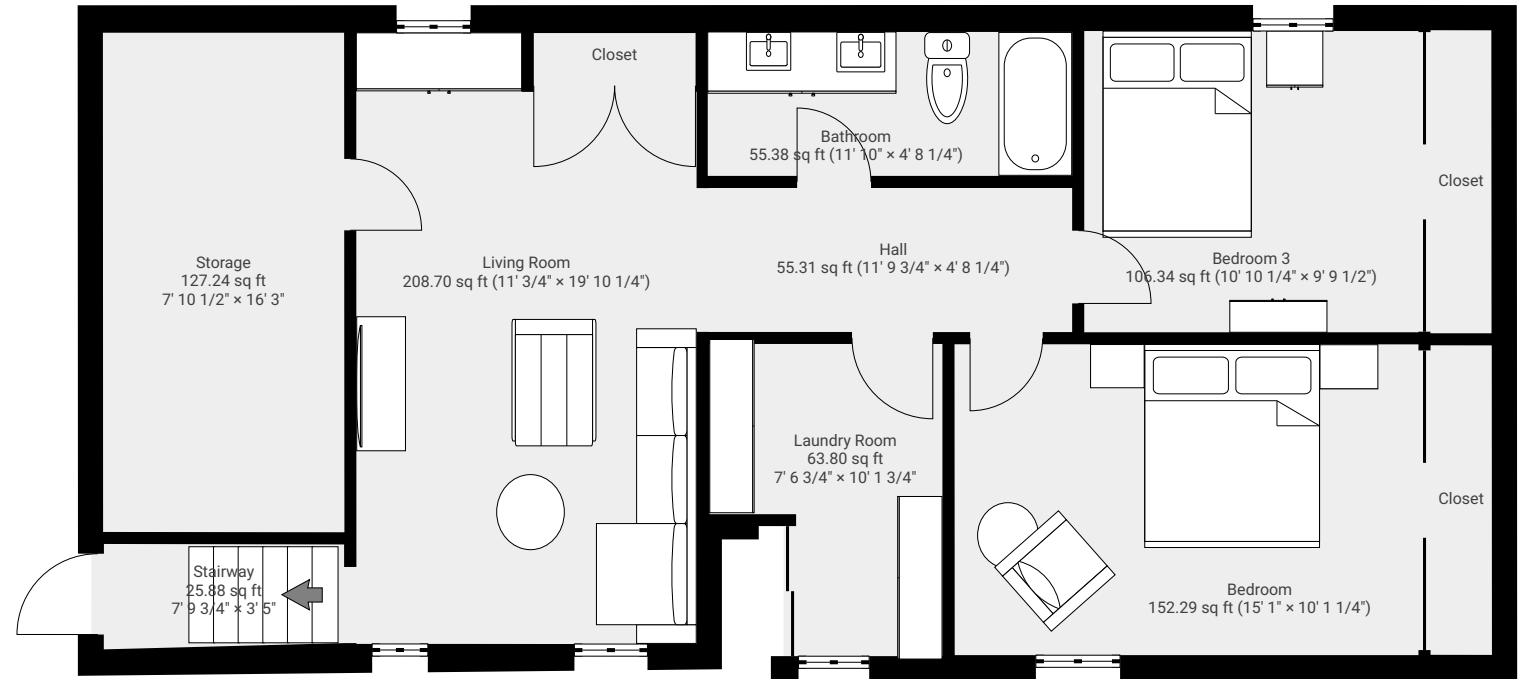 Closet
Bathroom
55.38 sq ft (11' 10" × 4' 8 1/4")
Closet
Storage
127.24 sq ft
7' 10 1/2" × 16' 3"
Living Room
208.70 sq ft (11' 3/4" × 19' 10 1/4")
Hall
55.31 sq ft (11' 9 3/4" × 4' 8 1/4")
Bedroom 3
106.34 sq ft (10' 10 1/4" × 9' 9 1/2")
Laundry Room
63.80 sq ft
7' 6 3/4" × 10' 1 3/4"
Closet
Stairway
25.88 sq ft
7' 9 3/4" × 3' 5"
Bedroom
152.29 sq ft (15' 1" × 10' 1 1/4")